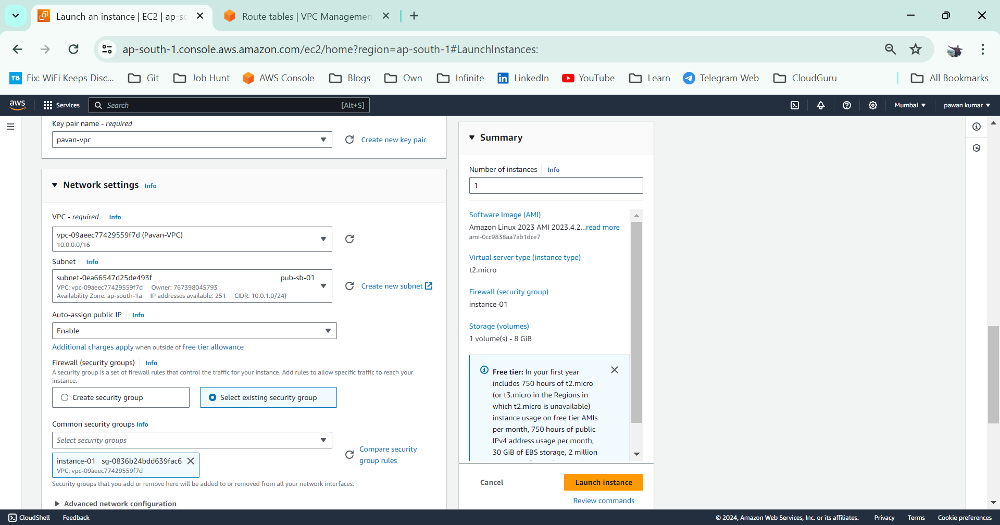 Launch an instance | EC2 | ap-sc
Route tables | VPC Managemen
ap-south-1.console.aws.amazon.com/ec2/home?region=ap-south-1#LaunchInstances:
TB Fix: WiFi Keeps Disc...
Git
Job Hunt
AWS Console
Blogs
Own
Infinite
LinkedIn
YouTube
Learn
Telegram Web
CloudGuru
All Bookmarks
aws
Services
Search
[Alt+S]
Mumbai
pawan kumar
Key pair name - required
pavan-vpc
Create new key pair
Network settings Info
VPC - required Info
vpc-09aeec77429559f7d (Pavan-VPC)
10.0.0.0/16
Subnet Info
subnet-0ea66547d25de493f pub-sb-01
VPC: vpc-09aeec77429559f7d Owner: 767398045793
Availability Zone: ap-south-1a IP addresses available: 251 CIDR: 10.0.1.0/24)
Create new subnet
Auto-assign public IP Info
Enable
Additional charges apply when outside of free tier allowance
Firewall (security groups) Info
A security group is a set of firewall rules that control the traffic for your instance. Add rules to allow specific traffic to reach your
instance.
Create security group
Select existing security group
Common security groups Info
Select security groups
instance-01 sg-0836b24bdd639fac6
VPC: vpc-09aeec77429559f7d
Compare security
group rules
Security groups that you add or remove here will be added to or removed from all your network interfaces.
Advanced network configuration
Summary
Number of instances Info
1
Software Image (AMI)
Amazon Linux 2023 AMI 2023.4.2...read more
ami-0cc9838aa7ab1dce7
Virtual server type (instance type)
t2.micro
Firewall (security group)
instance-01
Storage (volumes)
1 volume(s) - 8 GiB
Free tier: In your first year
includes 750 hours of t2.micro
(or t3.micro in the Regions in
which t2.micro is unavailable)
instance usage on free tier AMIs
per month, 750 hours of public
IPv4 address usage per month,
30 GiB of EBS storage, 2 million
Cancel
Launch instance
Review commands
CloudShell
Feedback
© 2024, Amazon Web Services, Inc. or its affiliates.
Privacy
Terms
Cookie preferences